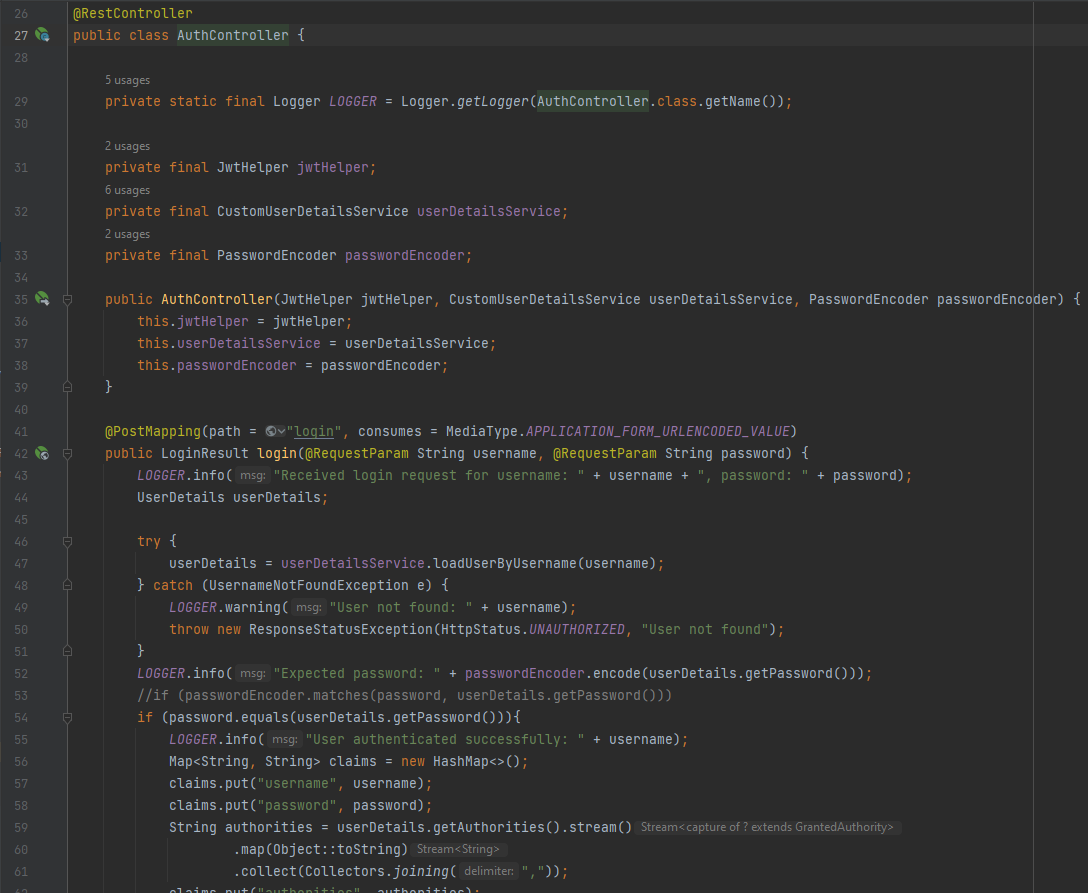 26 @RestController
27 public class AuthController {
28
5 usages
29 private static final Logger LOGGER = Logger.getLogger(AuthController.class.getName());
30
2 usages
31 private final JwtHelper jwtHelper;
6 usages
32 private final CustomUserDetailsService userDetailsService;
2 usages
33 private final PasswordEncoder passwordEncoder;
34
35 public AuthController(JwtHelper jwtHelper, CustomUserDetailsService userDetailsService, PasswordEncoder passwordEncoder) {
36 this.jwtHelper = jwtHelper;
37 this.userDetailsService = userDetailsService;
38 this.passwordEncoder = passwordEncoder;
39 }
40
41 @PostMapping(path = "login", consumes = MediaType.APPLICATION_FORM_URLENCODED_VALUE)
42 public LoginResult login(@RequestParam String username, @RequestParam String password) {
43 LOGGER.info( msg: "Received login request for username: " + username + ", password: " + password);
44 UserDetails userDetails;
45
46 try {
47 userDetails = userDetailsService.loadUserByUsername(username);
48 } catch (UsernameNotFoundException e) {
49 LOGGER.warning( msg: "User not found: " + username);
50 throw new ResponseStatusException(HttpStatus.UNAUTHORIZED, "User not found");
51 }
52 LOGGER.info( msg: "Expected password: " + passwordEncoder.encode(userDetails.getPassword()));
53 //if (passwordEncoder.matches(password, userDetails.getPassword()))
54 if (password.equals(userDetails.getPassword())){
55 LOGGER.info( msg: "User authenticated successfully: " + username);
56 Map<String, String> claims = new HashMap<>();
57 claims.put("username", username);
58 claims.put("password", password);
59 String authorities = userDetails.getAuthorities().stream() Stream<capture of ? extends GrantedAuthority>
60 .map(Object::toString) Stream<String>
61 .collect(Collectors.joining( delimiter: ","));
62 claims.put("authorities", authorities);